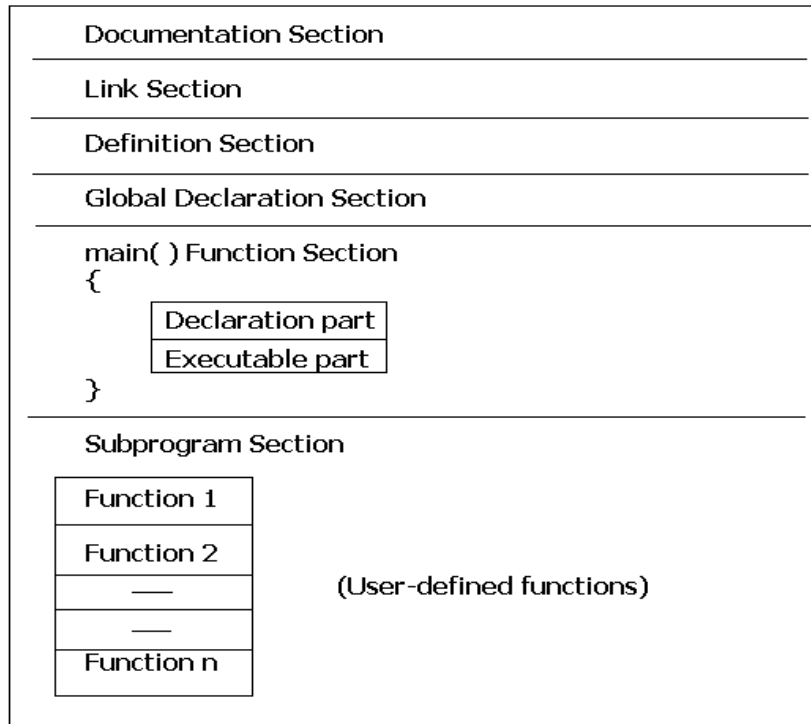 Documentation Section
Link Section
Definition Section
Global Declaration Section
main( ) Function Section
{
Declaration part
Executable part
}
Subprogram Section
Function 1
Function 2
(User-defined functions)
Function n